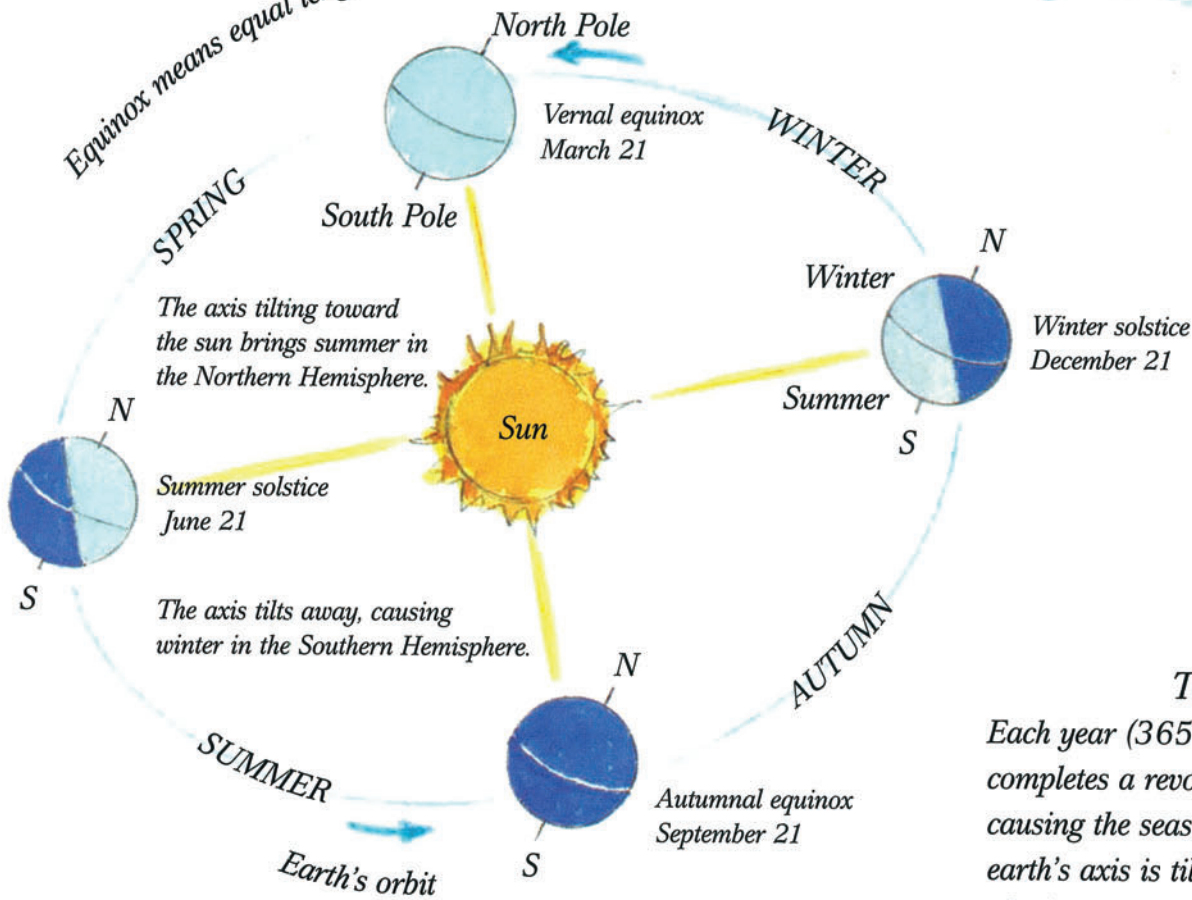 Equinox means equal
North Pole
Vernal equinox
March 21
WINTER
SPRING
South Pole
N
Winter
Winter solstice
December 21
Summer
S
The axis tilting toward
the sun brings summer in
the Northern Hemisphere.
Sun
N
Summer solstice
June 21
S
The axis tilts away, causing
winter in the Southern Hemisphere.
AUTUMN
N
SUMMER
Autumnal equinox
September 21
S
Earth's orbit
T
Each year (365
completes a revo
causing the seas
earth's axis is til